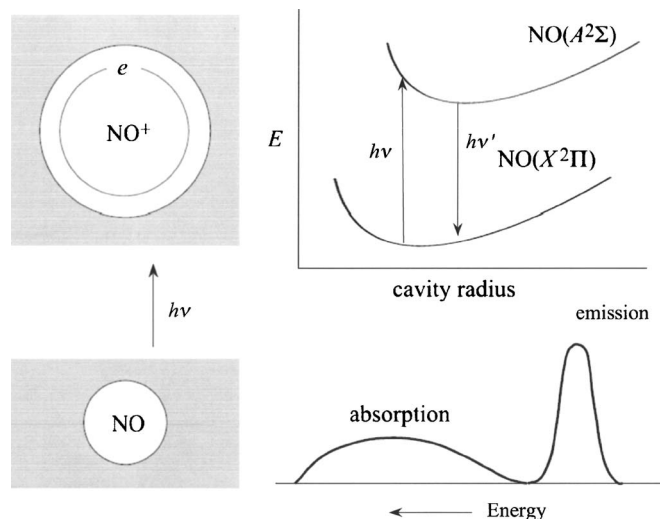 e
NO⁺
hν
NO
NO(A²Σ)
E
hν
hν′
NO(X²Π)
cavity radius
emission
absorption
Energy